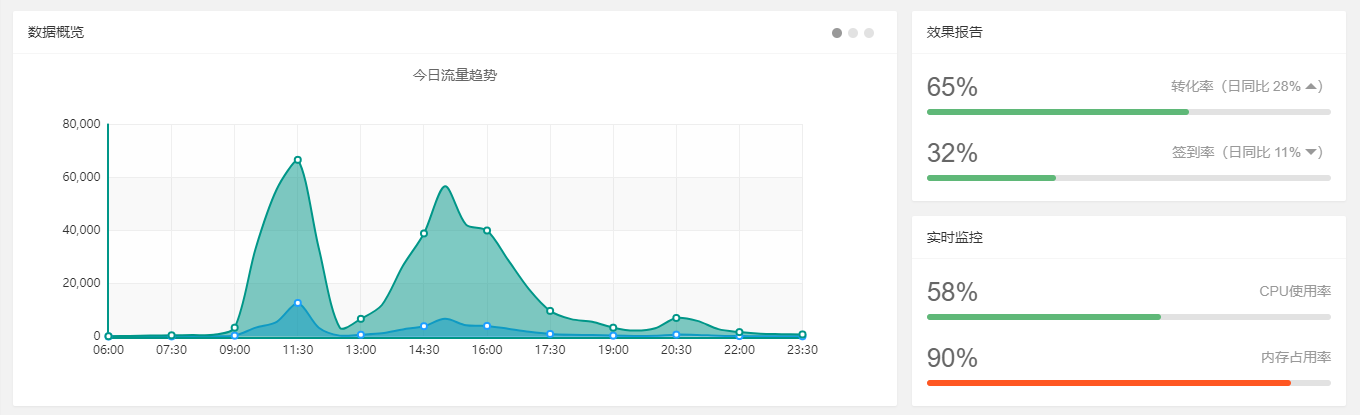 数据概览
今日流量趋势
80,000
60,000
40,000
20,000
0
06:00 07:30 09:00 11:30 13:00 14:30 16:00 17:30 19:00 20:30 22:00 23:30
效果报告
65% 转化率（日同比 28% ▲）
32% 签到率（日同比 11% ▼）
实时监控
58% CPU使用率
90% 内存占用率